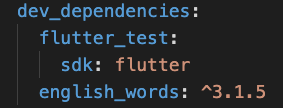 dev_dependencies:
  flutter_test:
    sdk: flutter
  english_words: ^3.1.5